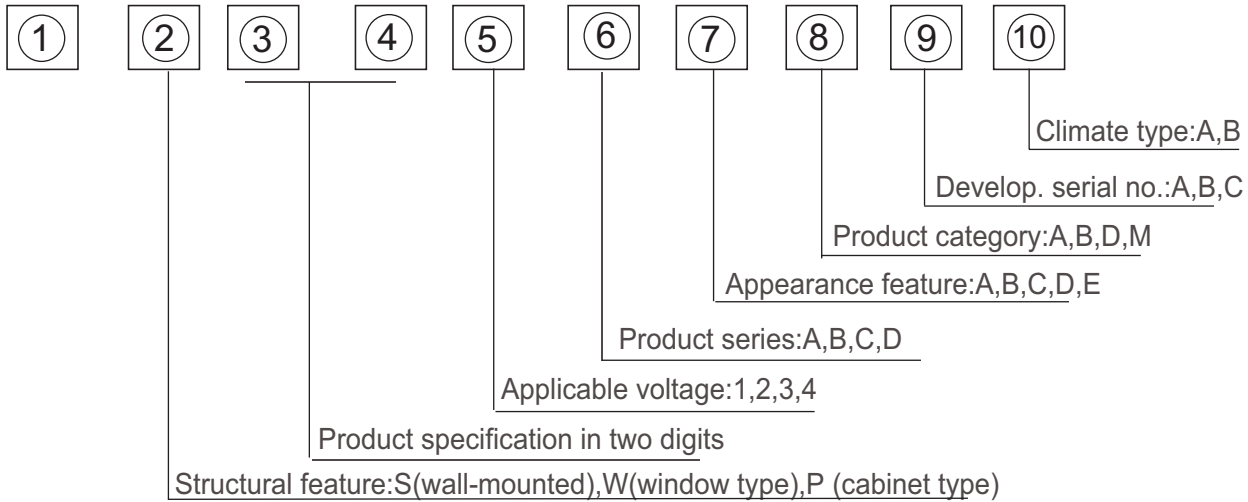 ① ② ③ ④ ⑤ ⑥ ⑦ ⑧ ⑨ ⑩
Climate type:A,B
Develop. serial no.:A,B,C
Product category:A,B,D,M
Appearance feature:A,B,C,D,E
Product series:A,B,C,D
Applicable voltage:1,2,3,4
Product specification in two digits
Structural feature:S(wall-mounted),W(window type),P (cabinet type)